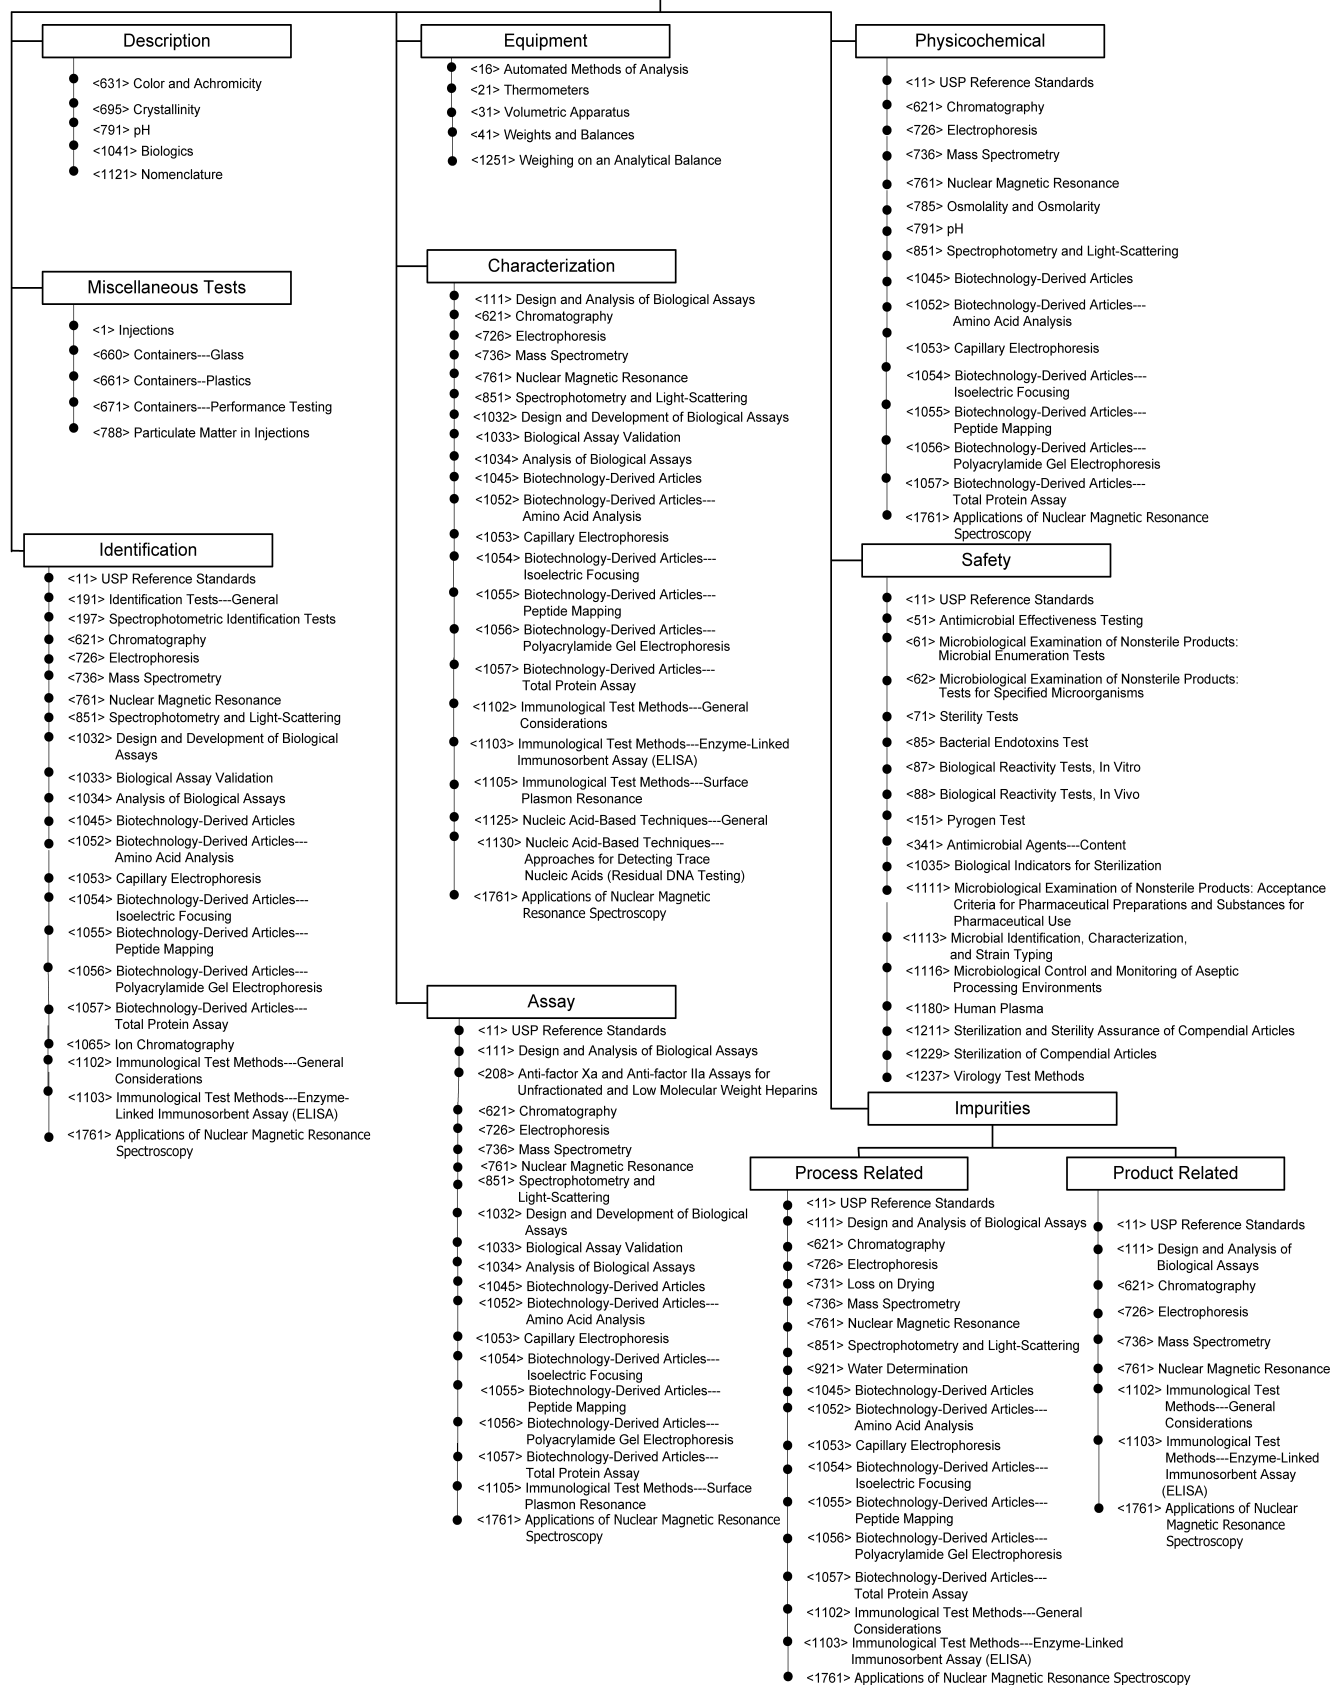 Description
<631> Color and Achromicity
<695> Crystallinity
<791> pH
<1041> Biologics
<1121> Nomenclature
Miscellaneous Tests
<1> Injections
<660> Containers---Glass
<661> Containers--Plastics
<671> Containers---Performance Testing
<788> Particulate Matter in Injections
Identification
<11> USP Reference Standards
<191> Identification Tests---General
<197> Spectrophotometric Identification Tests
<621> Chromatography
<726> Electrophoresis
<736> Mass Spectrometry
<761> Nuclear Magnetic Resonance
<851> Spectrophotometry and Light-Scattering
<1032> Design and Development of Biological
Assays
<1033> Biological Assay Validation
<1034> Analysis of Biological Assays
<1045> Biotechnology-Derived Articles
<1052> Biotechnology-Derived Articles---
Amino Acid Analysis
<1053> Capillary Electrophoresis
<1054> Biotechnology-Derived Articles---
Isoelectric Focusing
<1055> Biotechnology-Derived Articles---
Peptide Mapping
<1056> Biotechnology-Derived Articles---
Polyacrylamide Gel Electrophoresis
<1057> Biotechnology-Derived Articles---
Total Protein Assay
<1065> Ion Chromatography
<1102> Immunological Test Methods---General
Considerations
<1103> Immunological Test Methods---Enzyme-
Linked Immunosorbent Assay (ELISA)
<1761> Applications of Nuclear Magnetic Resonance
Spectroscopy
Equipment
<16> Automated Methods of Analysis
<21> Thermometers
<31> Volumetric Apparatus
<41> Weights and Balances
<1251> Weighing on an Analytical Balance
Characterization
<111> Design and Analysis of Biological Assays
<621> Chromatography
<726> Electrophoresis
<736> Mass Spectrometry
<761> Nuclear Magnetic Resonance
<851> Spectrophotometry and Light-Scattering
<1032> Design and Development of Biological Assays
<1033> Biological Assay Validation
<1034> Analysis of Biological Assays
<1045> Biotechnology-Derived Articles
<1052> Biotechnology-Derived Articles---
Amino Acid Analysis
<1053> Capillary Electrophoresis
<1054> Biotechnology-Derived Articles---
Isoelectric Focusing
<1055> Biotechnology-Derived Articles---
Peptide Mapping
<1056> Biotechnology-Derived Articles---
Polyacrylamide Gel Electrophoresis
<1057> Biotechnology-Derived Articles---
Total Protein Assay
<1102> Immunological Test Methods---General
Considerations
<1103> Immunological Test Methods---Enzyme-Linked
Immunosorbent Assay (ELISA)
<1105> Immunological Test Methods---Surface
Plasmon Resonance
<1125> Nucleic Acid-Based Techniques---General
<1130> Nucleic Acid-Based Techniques---
Approaches for Detecting Trace
Nucleic Acids (Residual DNA Testing)
<1761> Applications of Nuclear Magnetic
Resonance Spectroscopy
Assay
<11> USP Reference Standards
<111> Design and Analysis of Biological Assays
<208> Anti-factor Xa and Anti-factor IIa Assays for
Unfractionated and Low Molecular Weight Heparins
<621> Chromatography
<726> Electrophoresis
<736> Mass Spectrometry
<761> Nuclear Magnetic Resonance
<851> Spectrophotometry and
Light-Scattering
<1032> Design and Development of Biological
Assays
<1033> Biological Assay Validation
<1034> Analysis of Biological Assays
<1045> Biotechnology-Derived Articles
<1052> Biotechnology-Derived Articles---
Amino Acid Analysis
<1053> Capillary Electrophoresis
<1054> Biotechnology-Derived Articles---
Isoelectric Focusing
<1055> Biotechnology-Derived Articles---
Peptide Mapping
<1056> Biotechnology-Derived Articles---
Polyacrylamide Gel Electrophoresis
<1057> Biotechnology-Derived Articles---
Total Protein Assay
<1105> Immunological Test Methods---Surface
Plasmon Resonance
<1761> Applications of Nuclear Magnetic Resonance
Spectroscopy
Physicochemical
<11> USP Reference Standards
<621> Chromatography
<726> Electrophoresis
<736> Mass Spectrometry
<761> Nuclear Magnetic Resonance
<785> Osmolality and Osmolarity
<791> pH
<851> Spectrophotometry and Light-Scattering
<1045> Biotechnology-Derived Articles
<1052> Biotechnology-Derived Articles---
Amino Acid Analysis
<1053> Capillary Electrophoresis
<1054> Biotechnology-Derived Articles---
Isoelectric Focusing
<1055> Biotechnology-Derived Articles---
Peptide Mapping
<1056> Biotechnology-Derived Articles---
Polyacrylamide Gel Electrophoresis
<1057> Biotechnology-Derived Articles---
Total Protein Assay
<1761> Applications of Nuclear Magnetic Resonance
Spectroscopy
Safety
<11> USP Reference Standards
<51> Antimicrobial Effectiveness Testing
<61> Microbiological Examination of Nonsterile Products:
Microbial Enumeration Tests
<62> Microbiological Examination of Nonsterile Products:
Tests for Specified Microorganisms
<71> Sterility Tests
<85> Bacterial Endotoxins Test
<87> Biological Reactivity Tests, In Vitro
<88> Biological Reactivity Tests, In Vivo
<151> Pyrogen Test
<341> Antimicrobial Agents---Content
<1035> Biological Indicators for Sterilization
<1111> Microbiological Examination of Nonsterile Products: Acceptance
Criteria for Pharmaceutical Preparations and Substances for
Pharmaceutical Use
<1113> Microbial Identification, Characterization,
and Strain Typing
<1116> Microbiological Control and Monitoring of Aseptic
Processing Environments
<1180> Human Plasma
<1211> Sterilization and Sterility Assurance of Compendial Articles
<1229> Sterilization of Compendial Articles
<1237> Virology Test Methods
Impurities
Process Related
<11> USP Reference Standards
<111> Design and Analysis of Biological Assays
<621> Chromatography
<726> Electrophoresis
<731> Loss on Drying
<736> Mass Spectrometry
<761> Nuclear Magnetic Resonance
<851> Spectrophotometry and Light-Scattering
<921> Water Determination
<1045> Biotechnology-Derived Articles
<1052> Biotechnology-Derived Articles---
Amino Acid Analysis
<1053> Capillary Electrophoresis
<1054> Biotechnology-Derived Articles---
Isoelectric Focusing
<1055> Biotechnology-Derived Articles---
Peptide Mapping
<1056> Biotechnology-Derived Articles---
Polyacrylamide Gel Electrophoresis
<1057> Biotechnology-Derived Articles---
Total Protein Assay
<1102> Immunological Test Methods---General
Considerations
<1103> Immunological Test Methods---Enzyme-Linked
Immunosorbent Assay (ELISA)
<1761> Applications of Nuclear Magnetic Resonance Spectroscopy
Product Related
<11> USP Reference Standards
<111> Design and Analysis of
Biological Assays
<621> Chromatography
<726> Electrophoresis
<736> Mass Spectrometry
<761> Nuclear Magnetic Resonance
<1102> Immunological Test
Methods---General
Considerations
<1103> Immunological Test
Methods---Enzyme-Linked
Immunosorbent Assay
(ELISA)
<1761> Applications of Nuclear
Magnetic Resonance
Spectroscopy